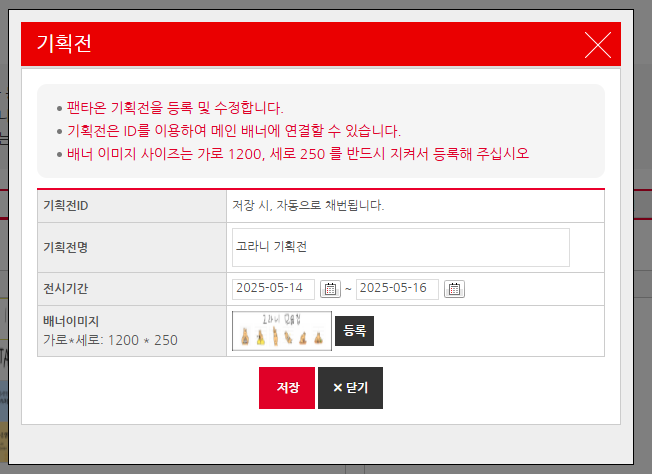 기획전
팬타온 기획전을 등록 및 수정합니다.
기획전은 ID를 이용하여 메인 배너에 연결할 수 있습니다.
배너 이미지 사이즈는 가로 1200, 세로 250 를 반드시 지켜서 등록해 주십시오
기획전ID 저장 시, 자동으로 채번됩니다.
기획전명 고라니 기획전
전시기간 2025-05-14 ~ 2025-05-16
배너이미지
가로*세로: 1200 * 250
고라니
등록
저장 × 닫기